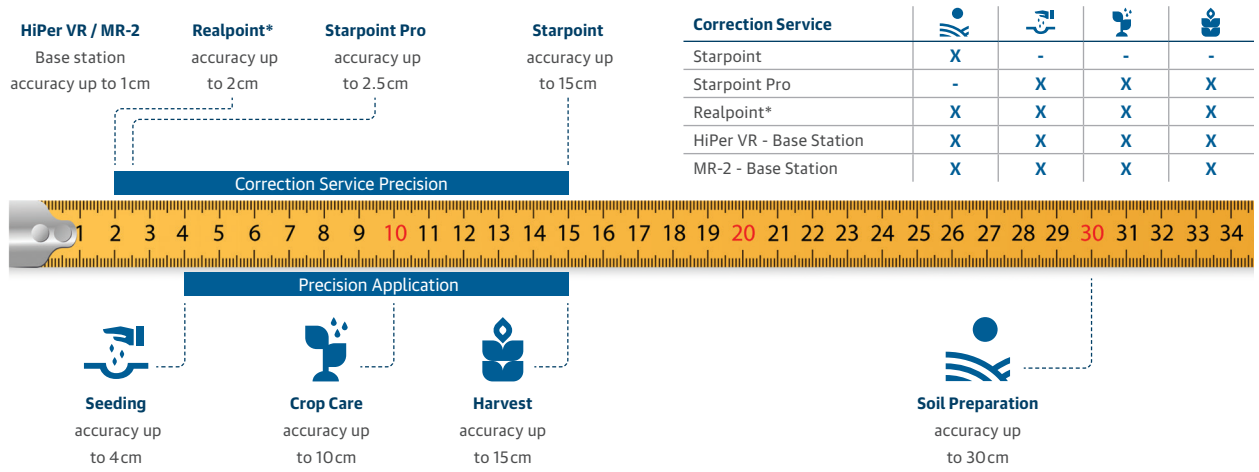 HiPer VR / MR-2
Base station
accuracy up to 1cm
Realpoint*
accuracy up
to 2cm
Starpoint Pro
accuracy up
to 2.5cm
Starpoint
accuracy up
to 15cm
Correction Service
Starpoint X - - -
Starpoint Pro - X X X
Realpoint* X X X X
HiPer VR - Base Station X X X X
MR-2 - Base Station X X X X
Correction Service Precision
1 2 3 4 5 6 7 8 9 10 11 12 13 14 15 16 17 18 19 20 21 22 23 24 25 26 27 28 29 30 31 32 33 34
Precision Application
Seeding
accuracy up
to 4cm
Crop Care
accuracy up
to 10cm
Harvest
accuracy up
to 15cm
Soil Preparation
accuracy up
to 30cm